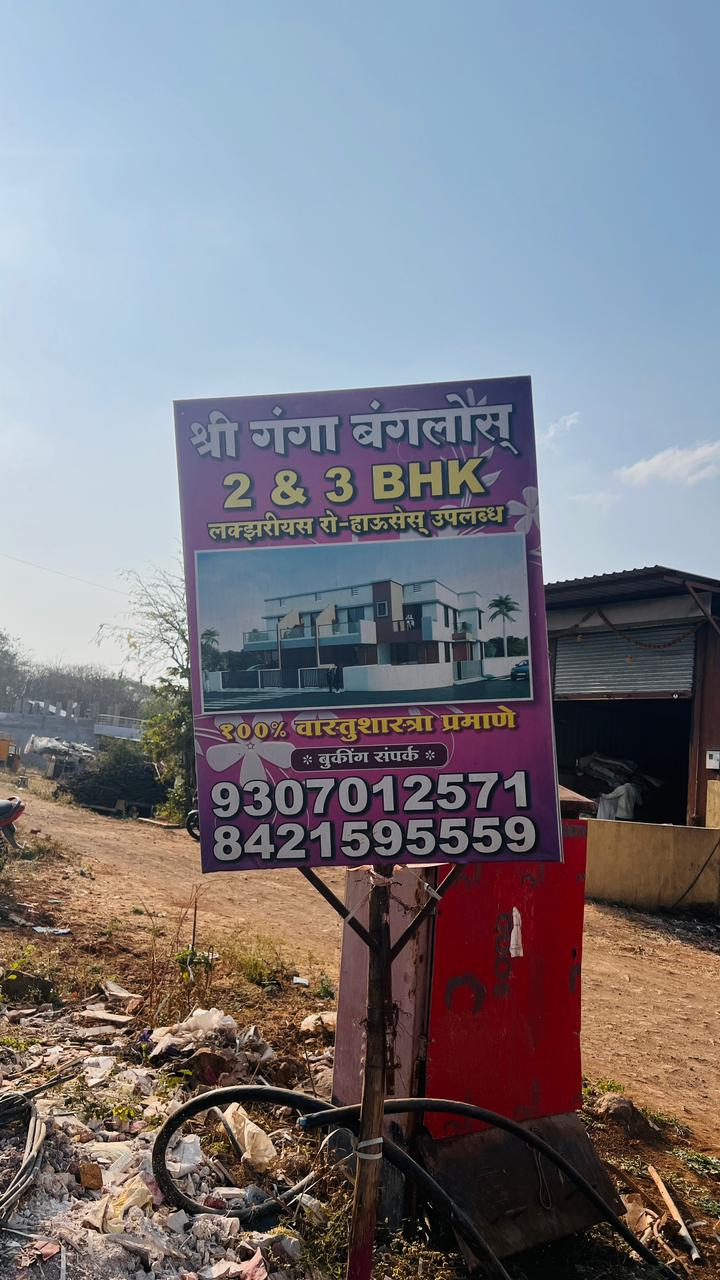 श्री गंगा बंगलोस्
2 & 3 BHK
लक्झरीयस रो-हाऊसेस् उपलब्ध
१००% वास्तुशास्त्रा प्रमाणे
* बुकींग संपर्क *
9307012571
8421595559